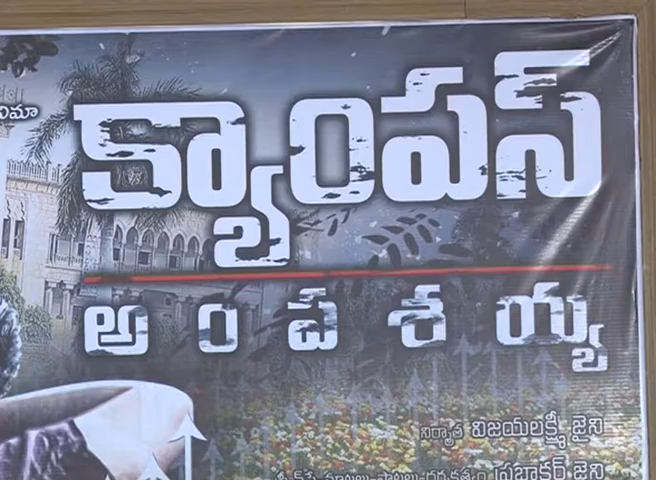 క్యాంపస్
అంపశయ్య
నిర్మాత విజయలక్ష్మీ జైని
ప్రభాకర్ జైని